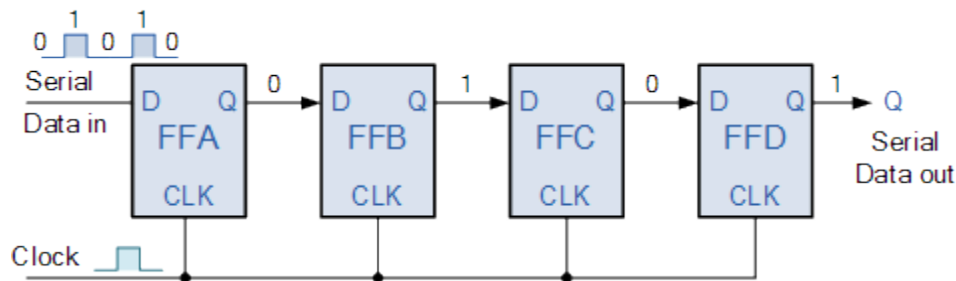 1 1
0 0 0
Serial
Data in
D Q
FFA
CLK
0
D Q
FFB
CLK
1
D Q
FFC
CLK
0
D Q
FFD
CLK
1
Q
Serial
Data out
Clock